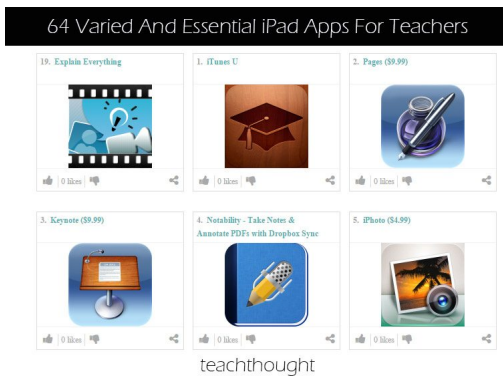 64 Varied And Essential iPad Apps For Teachers
19. Explain Everything
1. iTunes U
2. Pages ($9.99)
0 likes
0 likes
0 likes
3. Keynote ($9.99)
4. Notability - Take Notes &
Annotate PDFs with Dropbox Sync
5. iPhoto ($4.99)
0 likes
0 likes
0 likes
teachthought